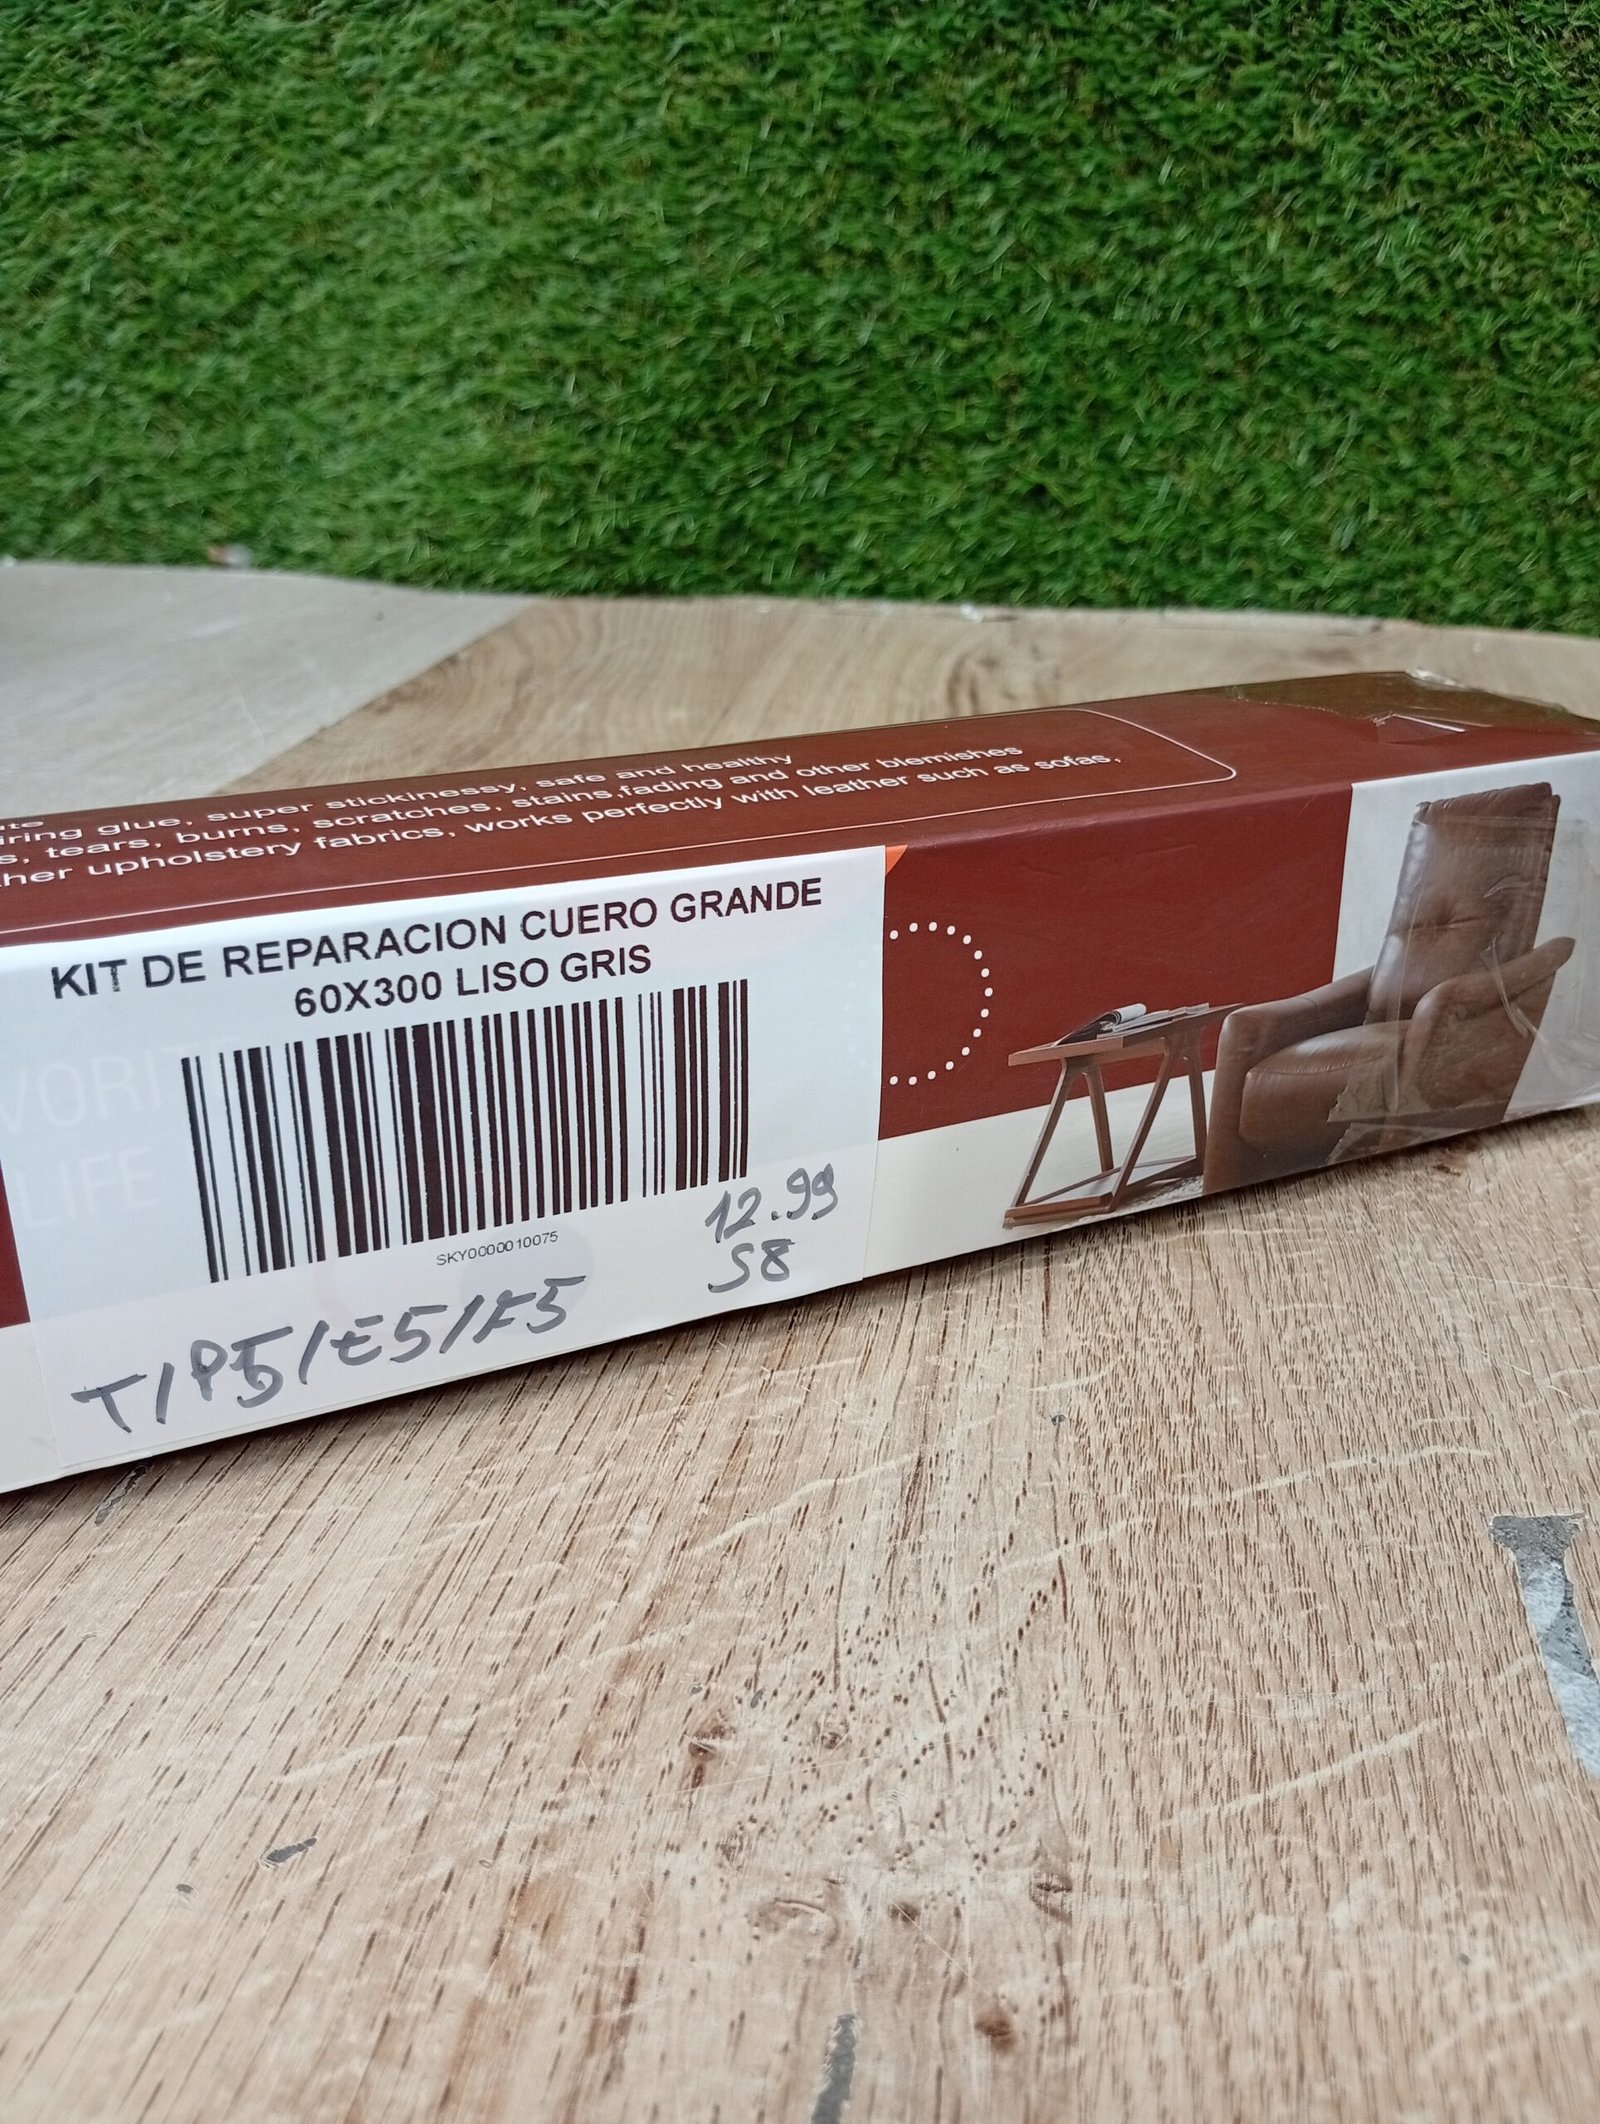 glue, super stickinessy, safe and healthy
tears, burns, scratches, stains,fading and other blemishes
upholstery fabrics, works perfectly with leather such as sofas,
KIT DE REPARACION CUERO GRANDE
60X300 LISO GRIS
LIFE
SKY0000010075
12.99
S8
T/P5/E5/F5